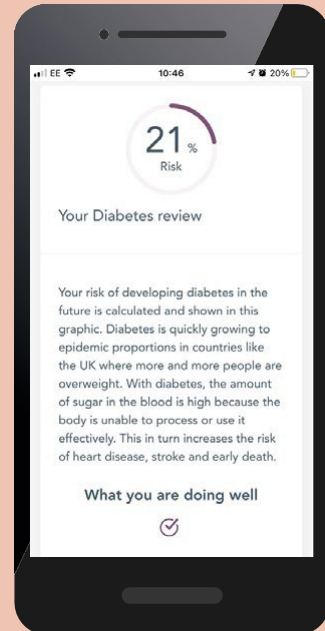 EE 10:46 20%
21 %
Risk
Your Diabetes review
Your risk of developing diabetes in the
future is calculated and shown in this
graphic. Diabetes is quickly growing to
epidemic proportions in countries like
the UK where more and more people are
overweight. With diabetes, the amount
of sugar in the blood is high because the
body is unable to process or use it
effectively. This in turn increases the risk
of heart disease, stroke and early death.
What you are doing well